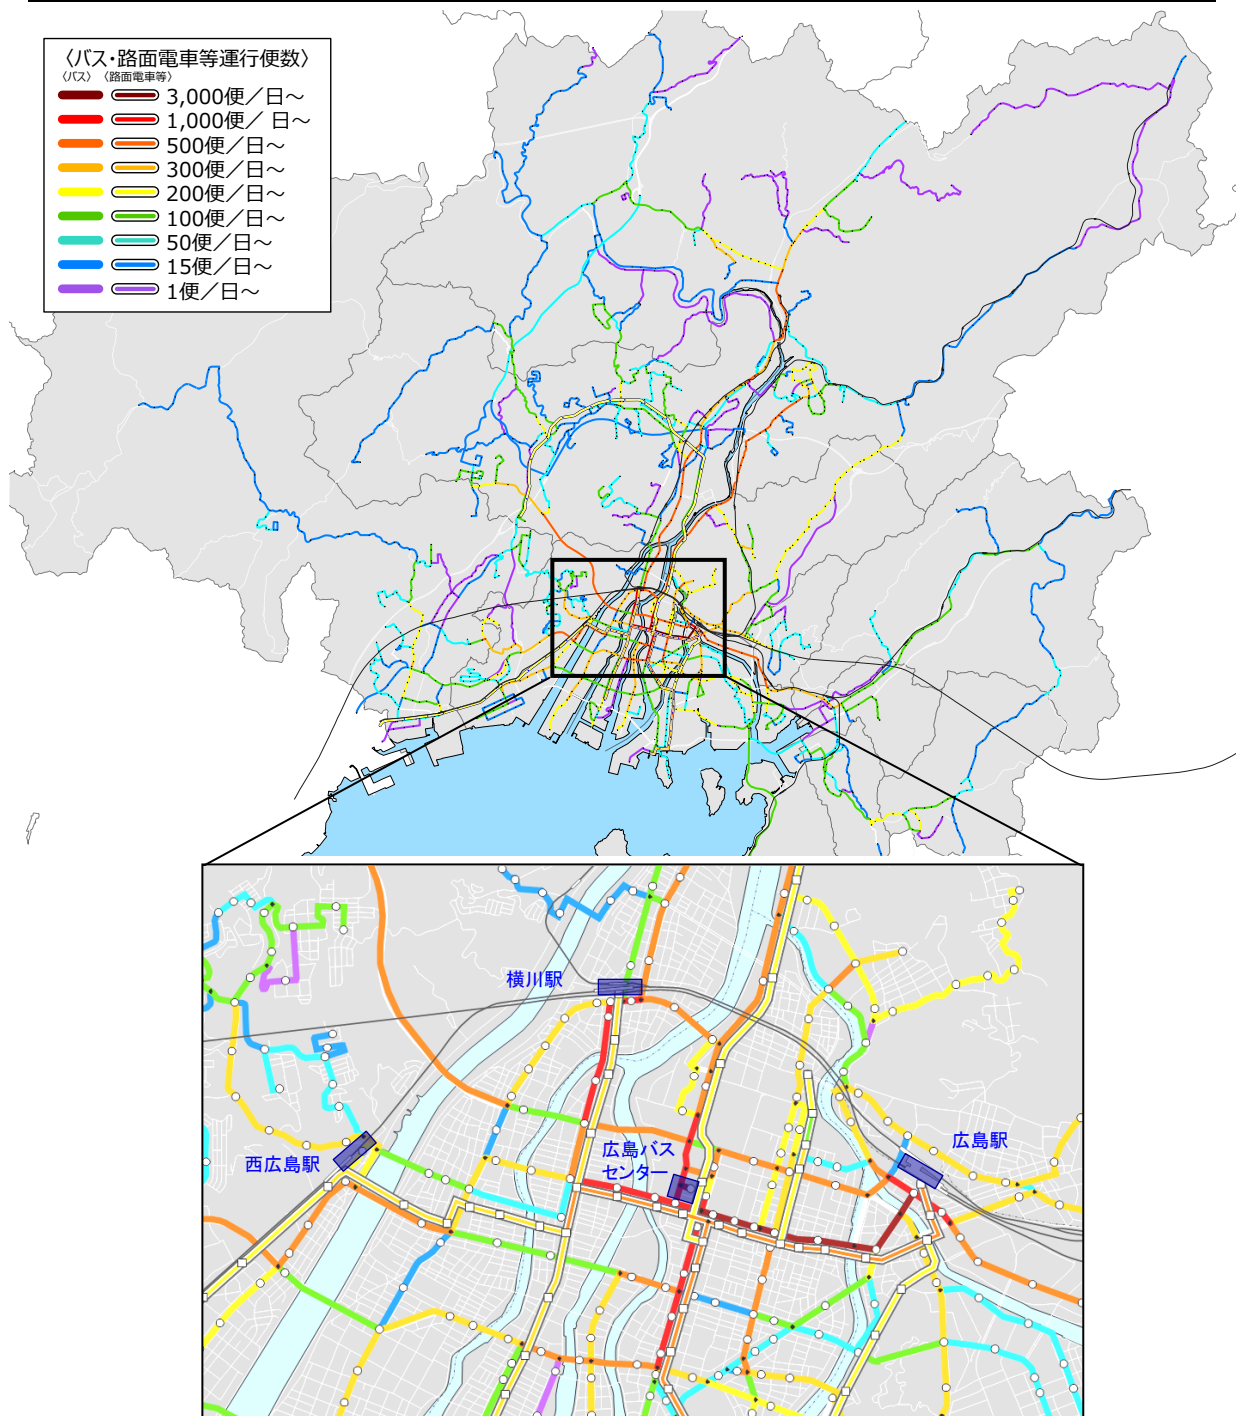 〈バス・路面電車等運行便数〉
〈バス〉 〈路面電車等〉
3,000便／日～
1,000便／ 日～
500便／日～
300便／日～
200便／日～
100便／日～
50便／日～
15便／日～
1便／日～
横川駅
広島バス
センター
広島駅
西広島駅